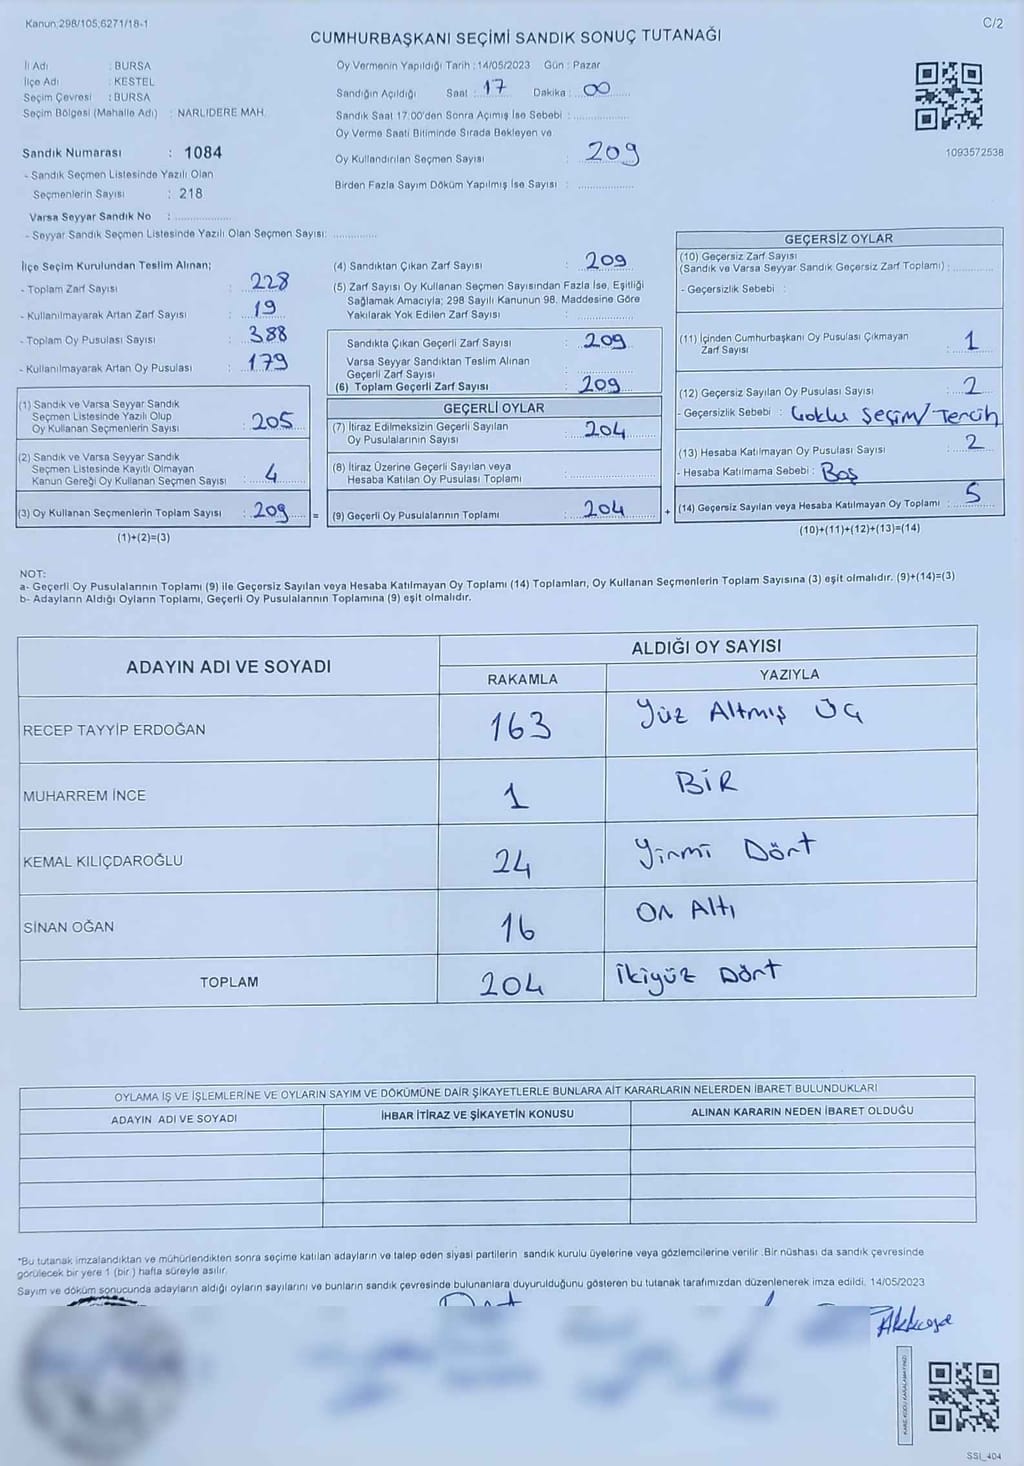 Kanun;298/105,6271/18-1
C/2
CUMHURBAŞKANI SEÇİMİ SANDIK SONUÇ TUTANAĞI
İl Adı : BURSA
İlçe Adı : KESTEL
Seçim Çevresi : BURSA
Seçim Bölgesi (Mahalle Adı) : NARLIDERE MAH.
Sandık Numarası : 1084
- Sandık Seçmen Listesinde Yazılı Olan
Seçmenlerin Sayısı : 218
Varsa Seyyar Sandık No :
- Seyyar Sandık Seçmen Listesinde Yazılı Olan Seçmen Sayısı:
Oy Vermenin Yapıldığı Tarih : 14/05/2023 Gün : Pazar
Sandığın Açıldığı Saat : 17 Dakika : 00
Sandık Saat 17:00'den Sonra Açımış İse Sebebi :
Oy Verme Saati Bitiminde Sırada Bekleyen ve
Oy Kullandırılan Seçmen Sayısı : 209
Birden Fazla Sayım Döküm Yapılmış İse Sayısı :
1093572538
İlçe Seçim Kurulundan Teslim Alınan;
- Toplam Zarf Sayısı : 228
- Kullanılmayarak Artan Zarf Sayısı : 19
- Toplam Oy Pusulası Sayısı : 388
- Kullanılmayarak Artan Oy Pusulası : 179
(1) Sandık ve Varsa Seyyar Sandık
Seçmen Listesinde Yazılı Olup
Oy Kullanan Seçmenlerin Sayısı : 205
(2) Sandık ve Varsa Seyyar Sandık
Seçmen Listesinde Kayıtlı Olmayan
Kanun Gereği Oy Kullanan Seçmen Sayısı : 4
(3) Oy Kullanan Seçmenlerin Toplam Sayısı : 209 =
(1)+(2)=(3)
(4) Sandıktan Çıkan Zarf Sayısı : 209
(5) Zarf Sayısı Oy Kullanan Seçmen Sayısından Fazla İse, Eşitliği
Sağlamak Amacıyla; 298 Sayılı Kanunun 98. Maddesine Göre
Yakılarak Yok Edilen Zarf Sayısı :
Sandıkta Çıkan Geçerli Zarf Sayısı : 209
Varsa Seyyar Sandıktan Teslim Alınan
Geçerli Zarf Sayısı :
(6) Toplam Geçerli Zarf Sayısı : 209
GEÇERLİ OYLAR
(7) İtiraz Edilmeksizin Geçerli Sayılan
Oy Pusulalarının Sayısı : 204
(8) İtiraz Üzerine Geçerli Sayılan veya
Hesaba Katılan Oy Pusulası Toplamı :
(9) Geçerli Oy Pusulalarının Toplamı : 204 +
GEÇERSİZ OYLAR
(10) Geçersiz Zarf Sayısı
(Sandık ve Varsa Seyyar Sandık Geçersiz Zarf Toplamı) :
- Geçersizlik Sebebi :
(11) İçinden Cumhurbaşkanı Oy Pusulası Çıkmayan
Zarf Sayısı : 1
(12) Geçersiz Sayılan Oy Pusulası Sayısı : 2
- Geçersizlik Sebebi : Çoklu Seçim/Tercih
(13) Hesaba Katılmayan Oy Pusulası Sayısı : 2
- Hesaba Katılmama Sebebi : Boş
(14) Geçersiz Sayılan veya Hesaba Katılmayan Oy Toplamı : 5
(10)+(11)+(12)+(13)=(14)
NOT:
a- Geçerli Oy Pusulalarının Toplamı (9) ile Geçersiz Sayılan veya Hesaba Katılmayan Oy Toplamı (14) Toplamları, Oy Kullanan Seçmenlerin Toplam Sayısına (3) eşit olmalıdır. (9)+(14)=(3)
b- Adayların Aldığı Oyların Toplamı, Geçerli Oy Pusulalarının Toplamına (9) eşit olmalıdır.
ADAYIN ADI VE SOYADI
ALDIĞI OY SAYISI
RAKAMLA YAZIYLA
RECEP TAYYİP ERDOĞAN 163 Yüz Altmış Üç
MUHARREM İNCE 1 BİR
KEMAL KILIÇDAROĞLU 24 Yirmi Dört
SİNAN OĞAN 16 On Altı
TOPLAM 204 İkiyüz Dört
OYLAMA İŞ VE İŞLEMLERİNE VE OYLARIN SAYIM VE DÖKÜMÜNE DAİR ŞİKAYETLERLE BUNLARA AİT KARARLARIN NELERDEN İBARET BULUNDUKLARI
ADAYIN ADI VE SOYADI İHBAR İTİRAZ VE ŞİKAYETİN KONUSU ALINAN KARARIN NEDEN İBARET OLDUĞU
*Bu tutanak imzalandıktan ve mühürlendikten sonra seçime katılan adayların ve talep eden siyasi partilerin sandık kurulu üyelerine veya gözlemcilerine verilir .Bir nüshası da sandık çevresinde
görülecek bir yere 1 (bir ) hafta süreyle asılır.
Sayım ve döküm sonucunda adayların aldığı oyların sayılarını ve bunların sandık çevresinde bulunanlara duyurulduğunu gösteren bu tutanak tarafımızdan düzenlenerek imza edildi. 14/05/2023
SSI_404